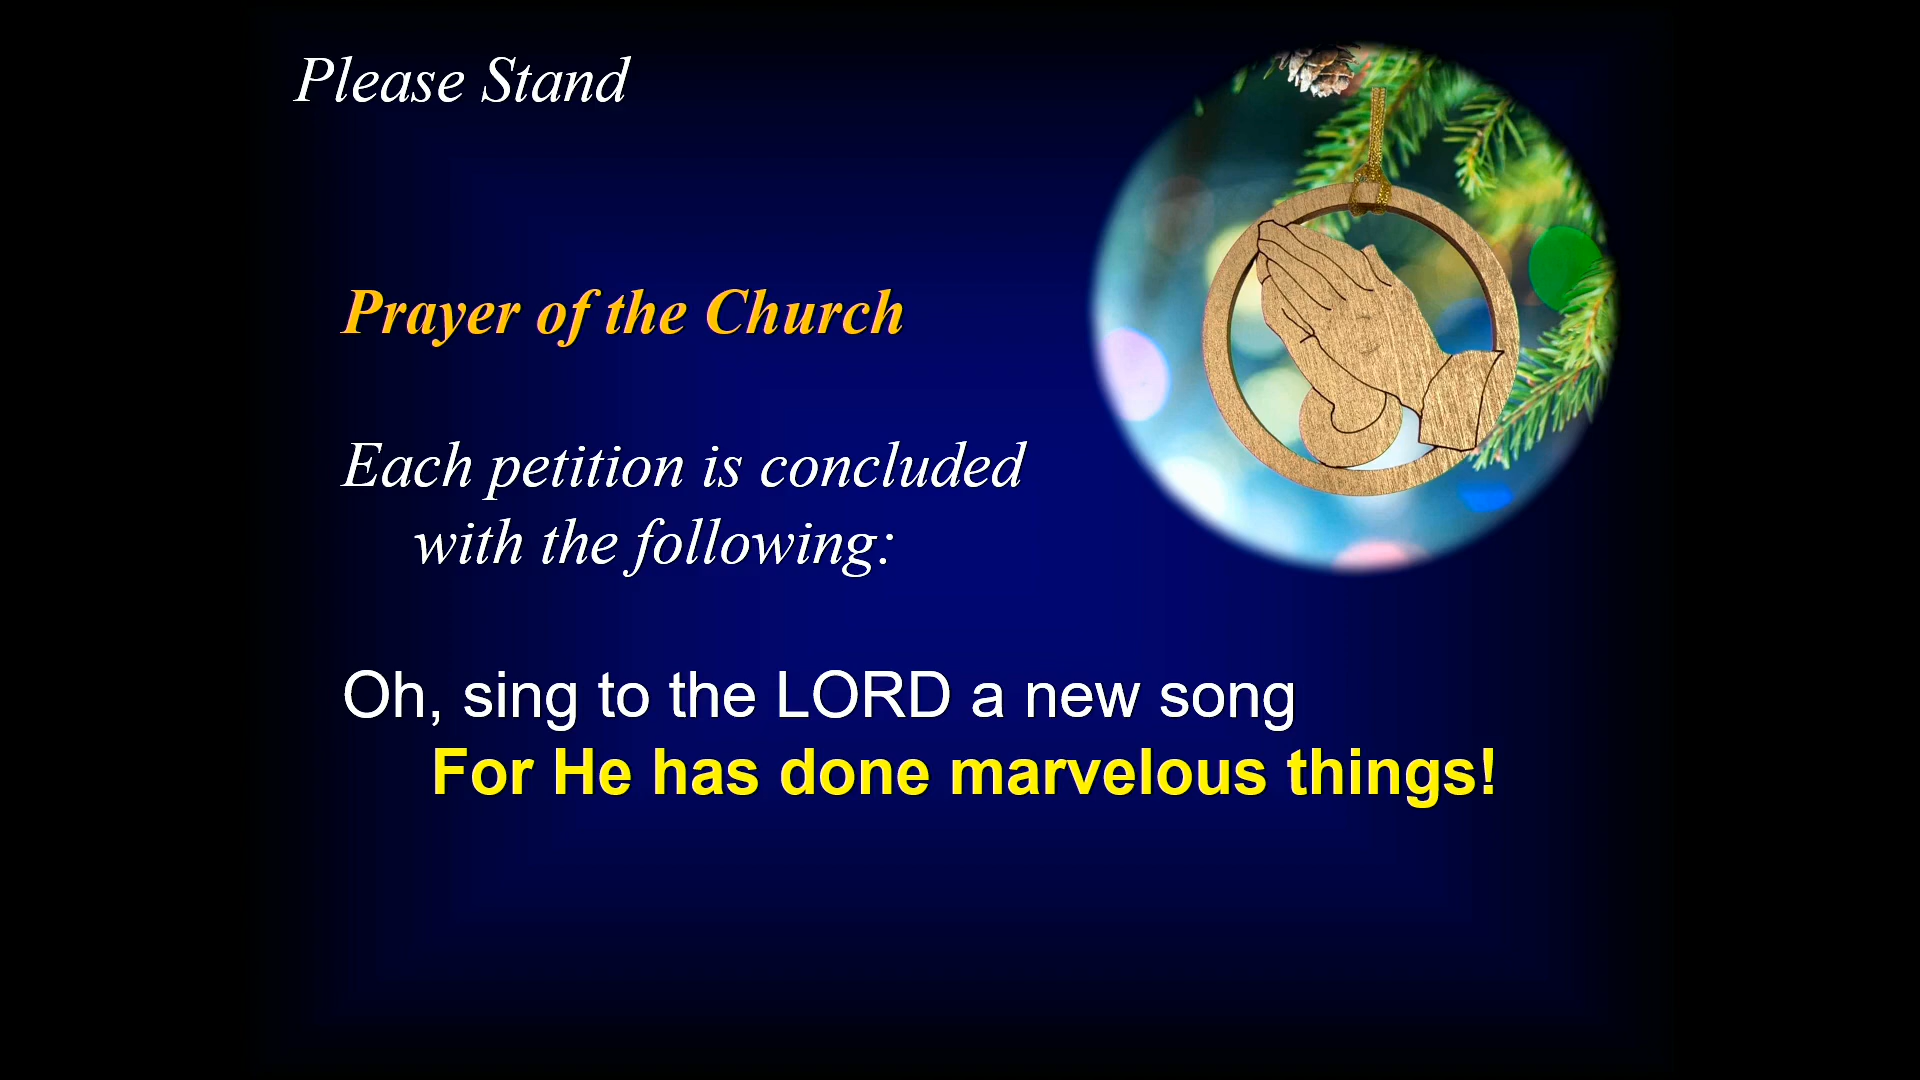 Please Stand
Prayer of the Church
Each petition is concluded
with the following:
Oh, sing to the LORD a new song
For He has done marvelous things!